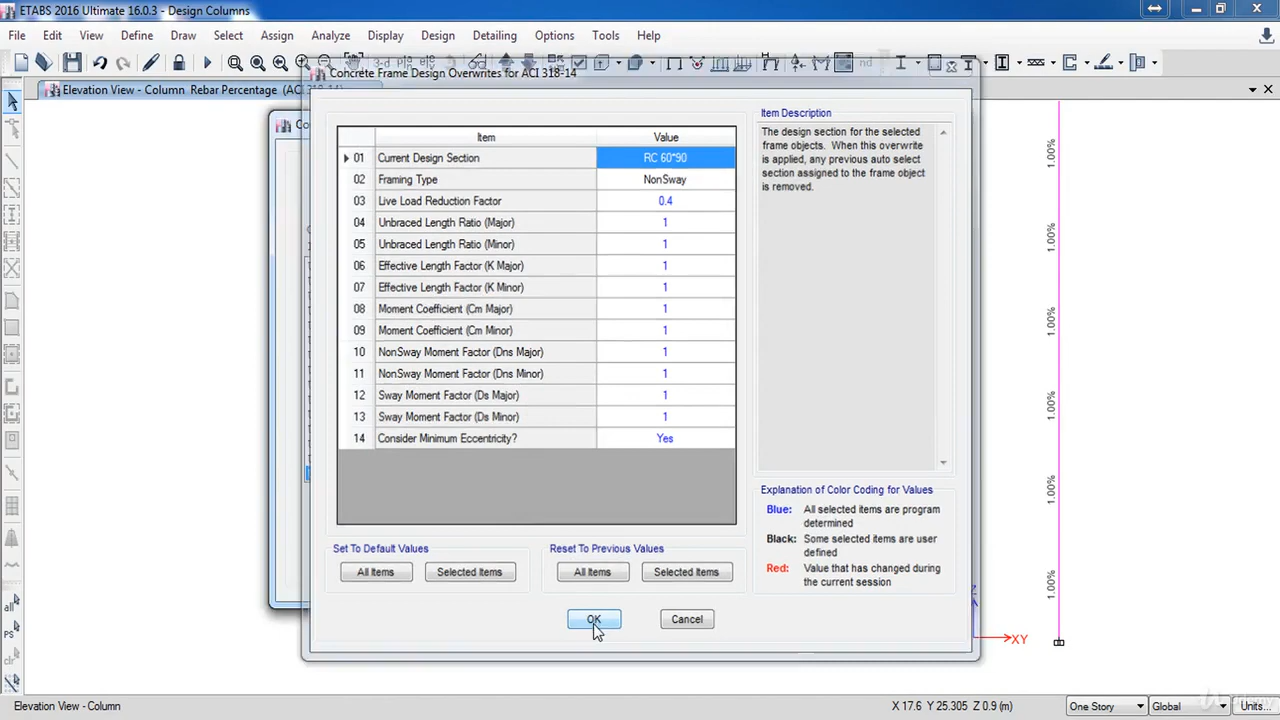 ETABS 2016 Ultimate 16.0.3 - Design Columns
File Edit View Define Draw Select Assign Analyze Display Design Detailing Options Tools Help
3-d
nd
Elevation View - Column Rebar Percentage (ACI 318-14)
Concrete Frame Design Overwrites for ACI 318-14
Item Value
01 Current Design Section RC 60*90
02 Framing Type NonSway
03 Live Load Reduction Factor 0.4
04 Unbraced Length Ratio (Major) 1
05 Unbraced Length Ratio (Minor) 1
06 Effective Length Factor (K Major) 1
07 Effective Length Factor (K Minor) 1
08 Moment Coefficient (Cm Major) 1
09 Moment Coefficient (Cm Minor) 1
10 NonSway Moment Factor (Dns Major) 1
11 NonSway Moment Factor (Dns Minor) 1
12 Sway Moment Factor (Ds Major) 1
13 Sway Moment Factor (Ds Minor) 1
14 Consider Minimum Eccentricity? Yes
Item Description
The design section for the selected
frame objects. When this overwrite
is applied, any previous auto select
section assigned to the frame object
is removed.
Explanation of Color Coding for Values
Blue: All selected items are program
determined
Black: Some selected items are user
defined
Red: Value that has changed during
the current session
Set To Default Values
All Items Selected Items
Reset To Previous Values
All Items Selected Items
OK Cancel
1.00%
1.00%
1.00%
1.00%
1.00%
Z
XY
all
PS
clr
Elevation View - Column X 17.6 Y 25.305 Z 0.9 (m) One Story Global Units...